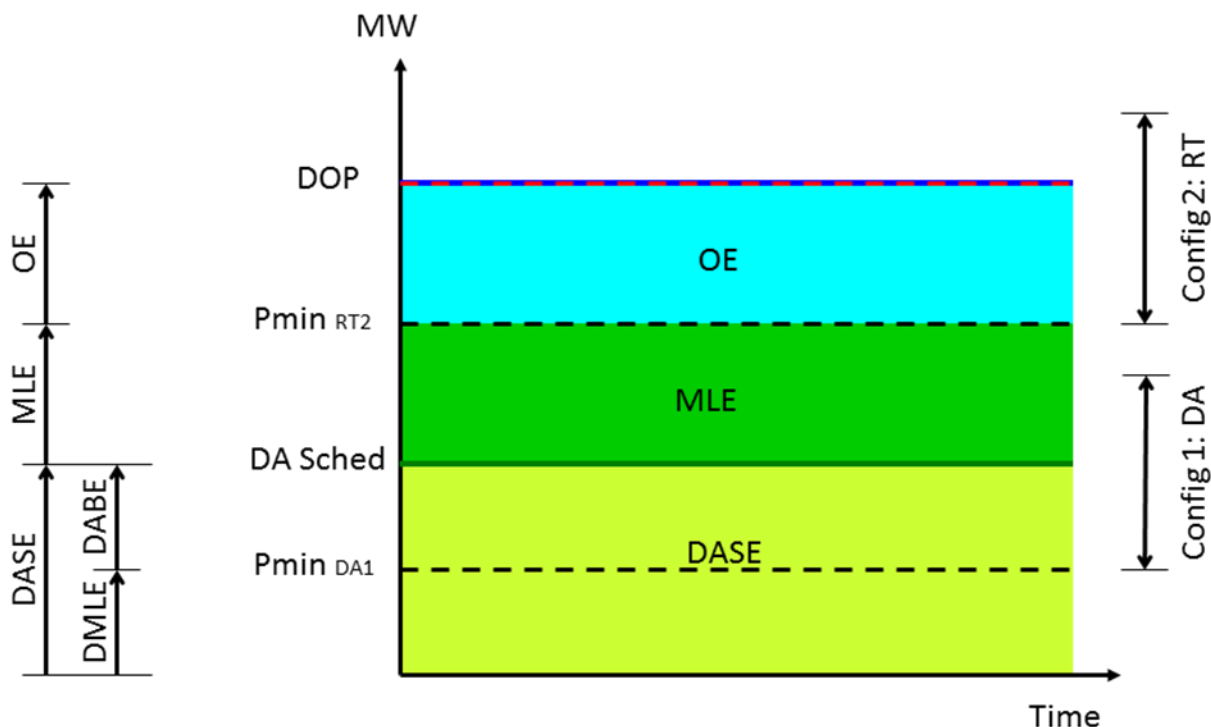 MW
DOP
OE
OE
Config 2: RT
Pmin RT2
MLE
MLE
Config 1: DA
DA Sched
DASE
DABE
DASE
Pmin DA1
DMLE
Time